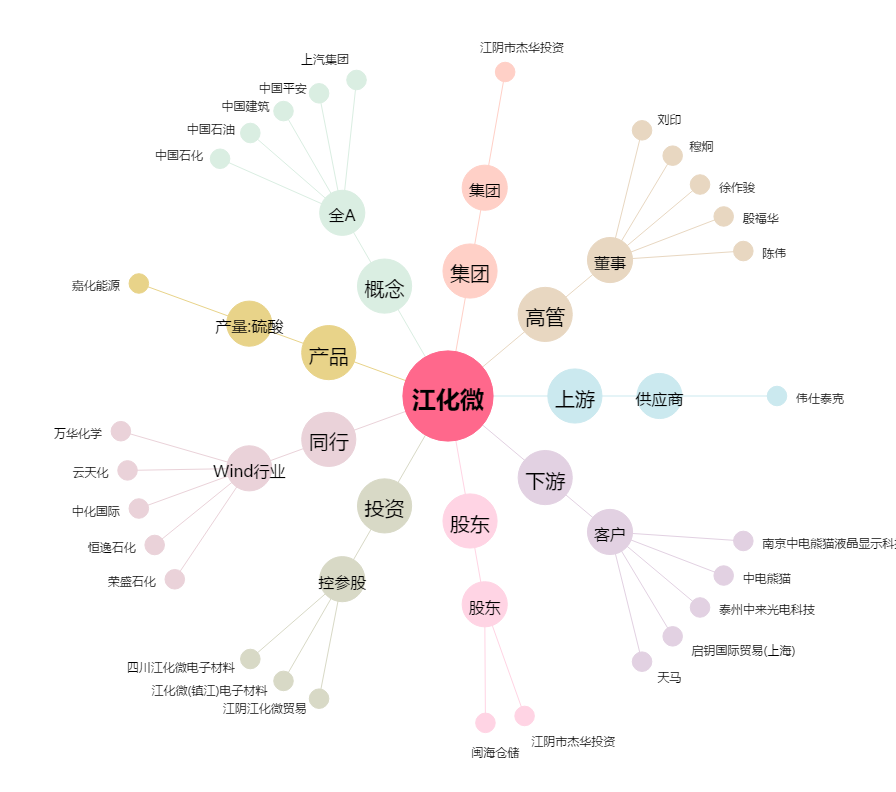 江阴市杰华投资
上汽集团
中国平安
中国建筑
中国石油
中国石化
刘印
穆炯
徐作骏
殷福华
陈伟
集团
全A
董事
集团
概念
高管
嘉化能源
产量:硫酸
产品
江化微
上游
供应商
伟仕泰克
万华化学
云天化
中化国际
恒逸石化
荣盛石化
Wind行业
同行
投资
股东
下游
客户
南京中电熊猫液晶显示科
中电熊猫
泰州中来光电科技
启钥国际贸易(上海)
天马
控参股
股东
四川江化微电子材料
江化微(镇江)电子材料
江阴江化微贸易
闽海仓储
江阴市杰华投资